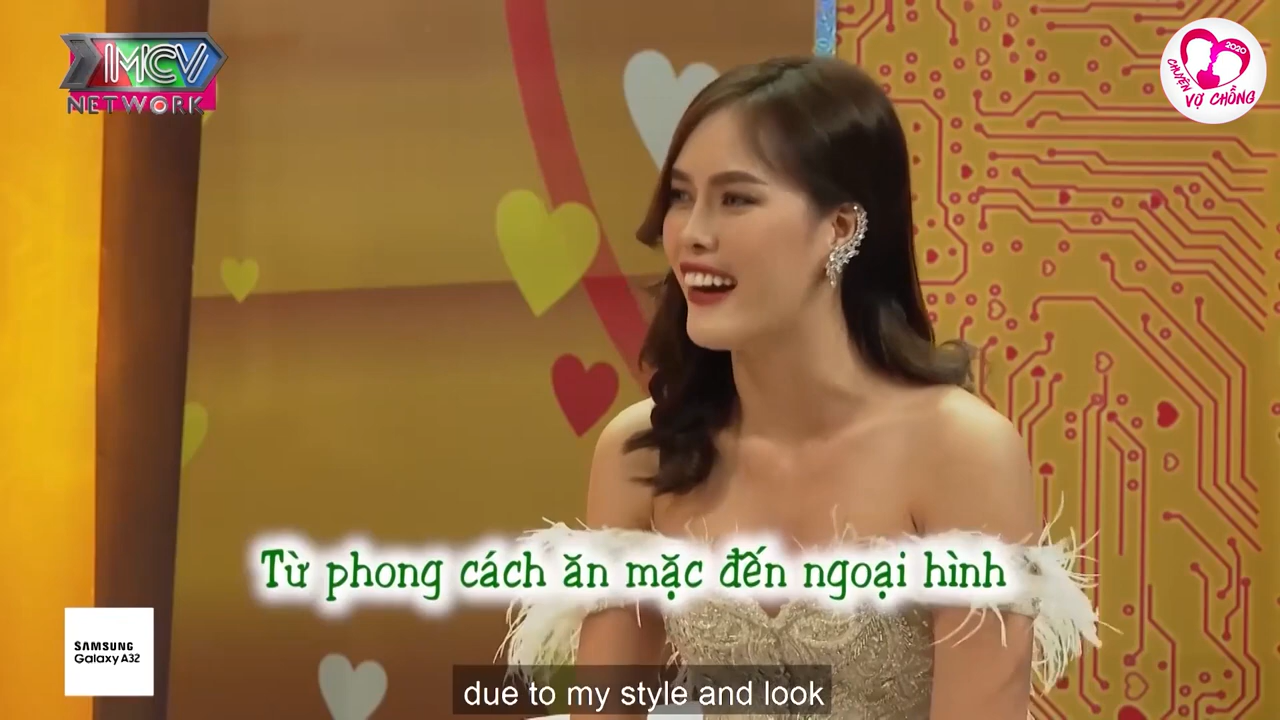 MCV
NETWORK
2020
CHUYỆN
VỢ CHỒNG
Từ phong cách ăn mặc đến ngoại hình
SAMSUNG
Galaxy A32
due to my style and look